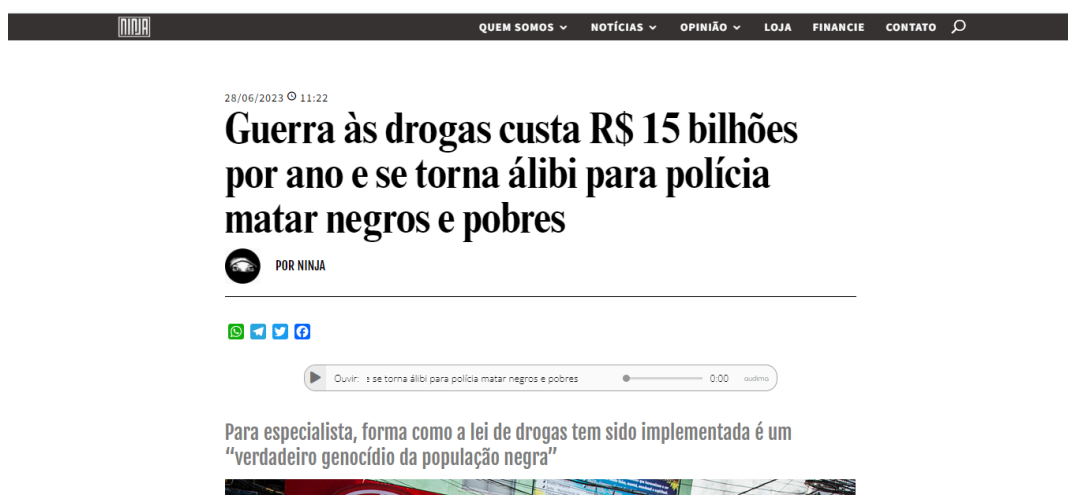 NINJA
QUEM SOMOS NOTÍCIAS OPINIÃO LOJA FINANCIE CONTATO
28/06/2023 11:22
Guerra às drogas custa R$ 15 bilhões
por ano e se torna álibi para polícia
matar negros e pobres
POR NINJA
Ouvir: e se torna álibi para polícia matar negros e pobres 0:00 audima
Para especialista, forma como a lei de drogas tem sido implementada é um
“verdadeiro genocídio da população negra”